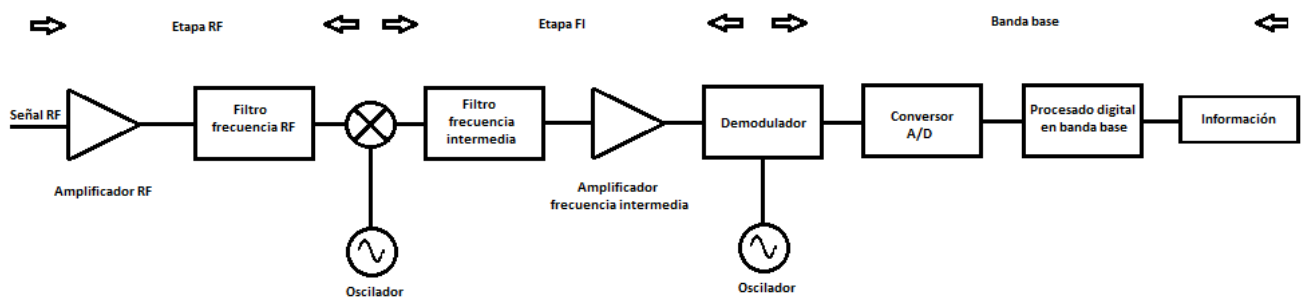 Etapa RF
Etapa FI
Banda base
Señal RF
Filtro
frecuencia RF
Filtro
frecuencia
intermedia
Demodulador
Conversor
A/D
Procesado digital
en banda base
Información
Amplificador RF
Amplificador
frecuencia intermedia
Oscilador
Oscilador